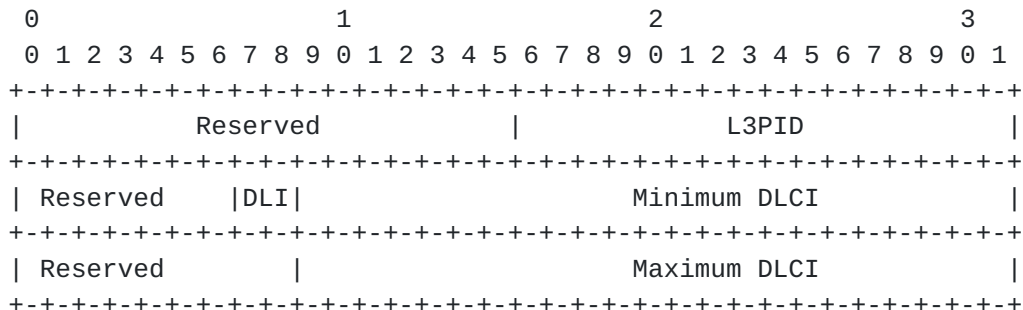 0                   1                   2                   3
 0 1 2 3 4 5 6 7 8 9 0 1 2 3 4 5 6 7 8 9 0 1 2 3 4 5 6 7 8 9 0 1
+-+-+-+-+-+-+-+-+-+-+-+-+-+-+-+-+-+-+-+-+-+-+-+-+-+-+-+-+-+-+-+-+
|           Reserved            |             L3PID             |
+-+-+-+-+-+-+-+-+-+-+-+-+-+-+-+-+-+-+-+-+-+-+-+-+-+-+-+-+-+-+-+-+
| Reserved    |DLI|                     Minimum DLCI            |
+-+-+-+-+-+-+-+-+-+-+-+-+-+-+-+-+-+-+-+-+-+-+-+-+-+-+-+-+-+-+-+-+
| Reserved        |                     Maximum DLCI            |
+-+-+-+-+-+-+-+-+-+-+-+-+-+-+-+-+-+-+-+-+-+-+-+-+-+-+-+-+-+-+-+-+